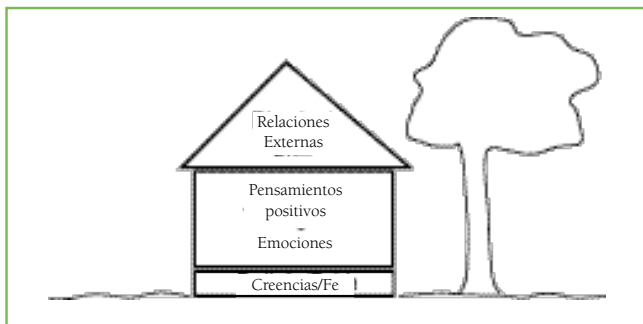 Relaciones
Externas
Pensamientos
positivos
Emociones
Creencias/Fe